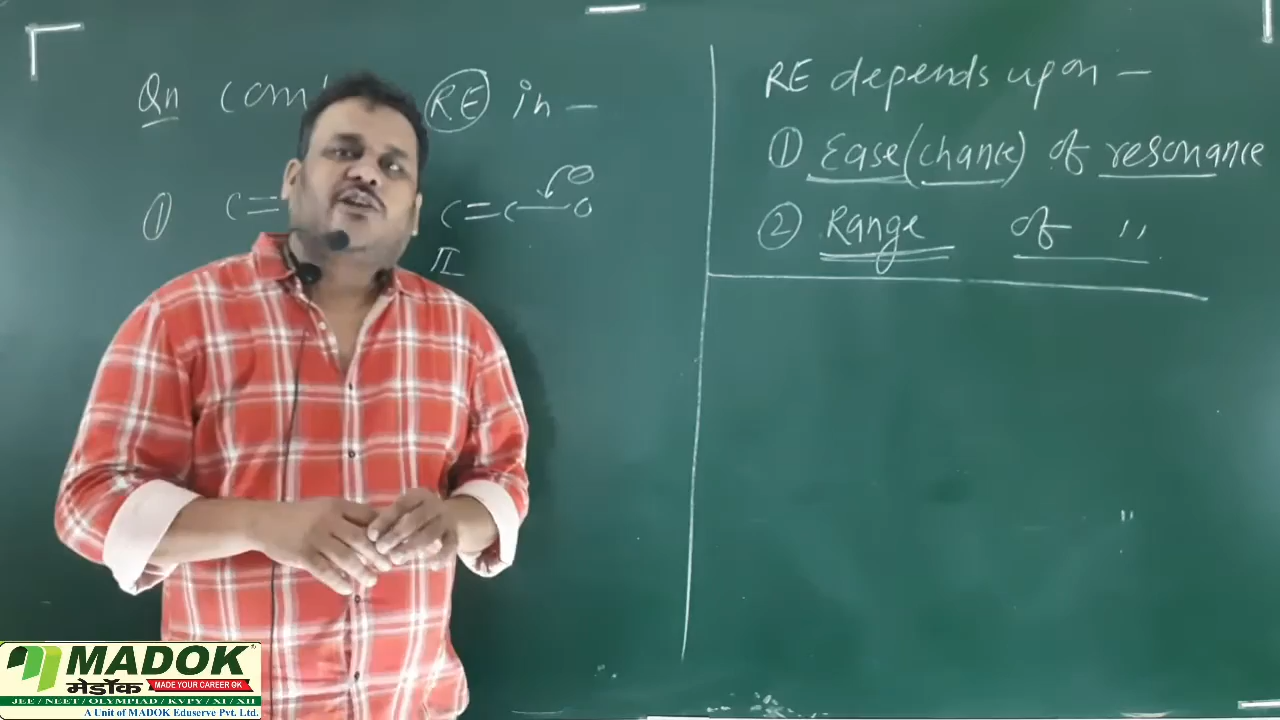 Qn Com RE in —
① C=
C=C—O ⊖
II
RE depends upon —
① Ease (chance) of resonance
② Range of "
"
MADOK
मेडॉक MADE YOUR CAREER OK
JEE / NEET / OLYMPIAD / KVPY / XI / XII
A Unit of MADOK Eduserve Pvt. Ltd.